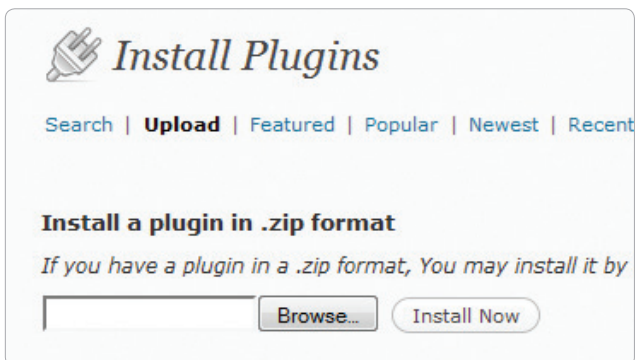 Install Plugins
Search | Upload | Featured | Popular | Newest | Recent
Install a plugin in .zip format
If you have a plugin in a .zip format, You may install it by
Browse... Install Now